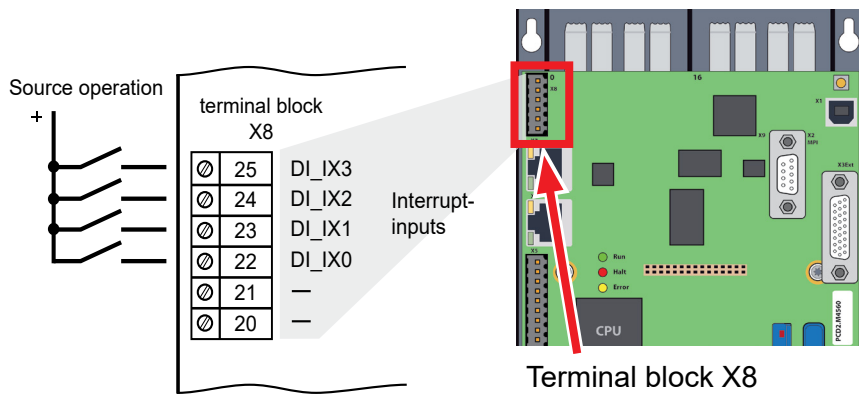 Source operation
+
terminal block
X8
25 DI_IX3
24 DI_IX2
23 DI_IX1
22 DI_IX0
21 —
20 —
Interrupt-
inputs
0
16
X8
X1
X9
X2
MPI
X3Ext
X5
Run
Halt
Error
CPU
PCD2.M4560
Terminal block X8